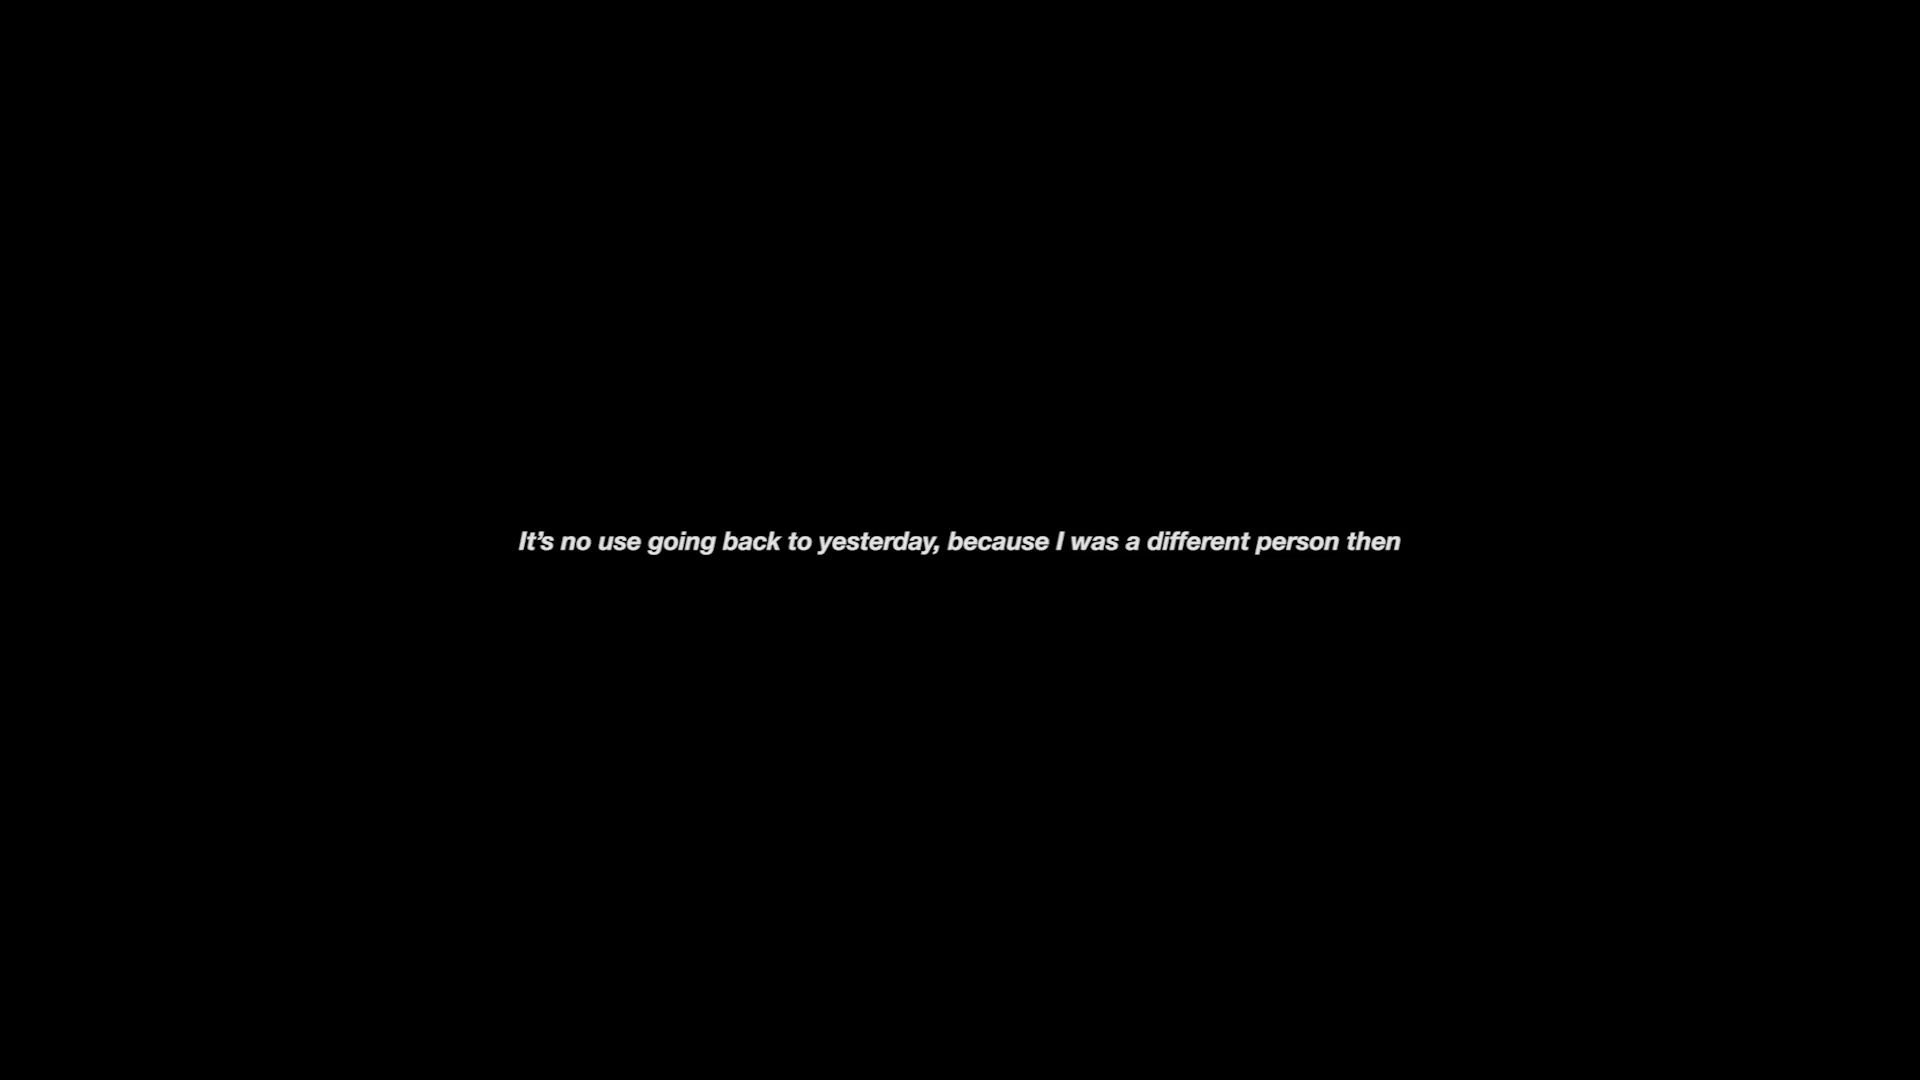 It’s no use going back to yesterday, because I was a different person then